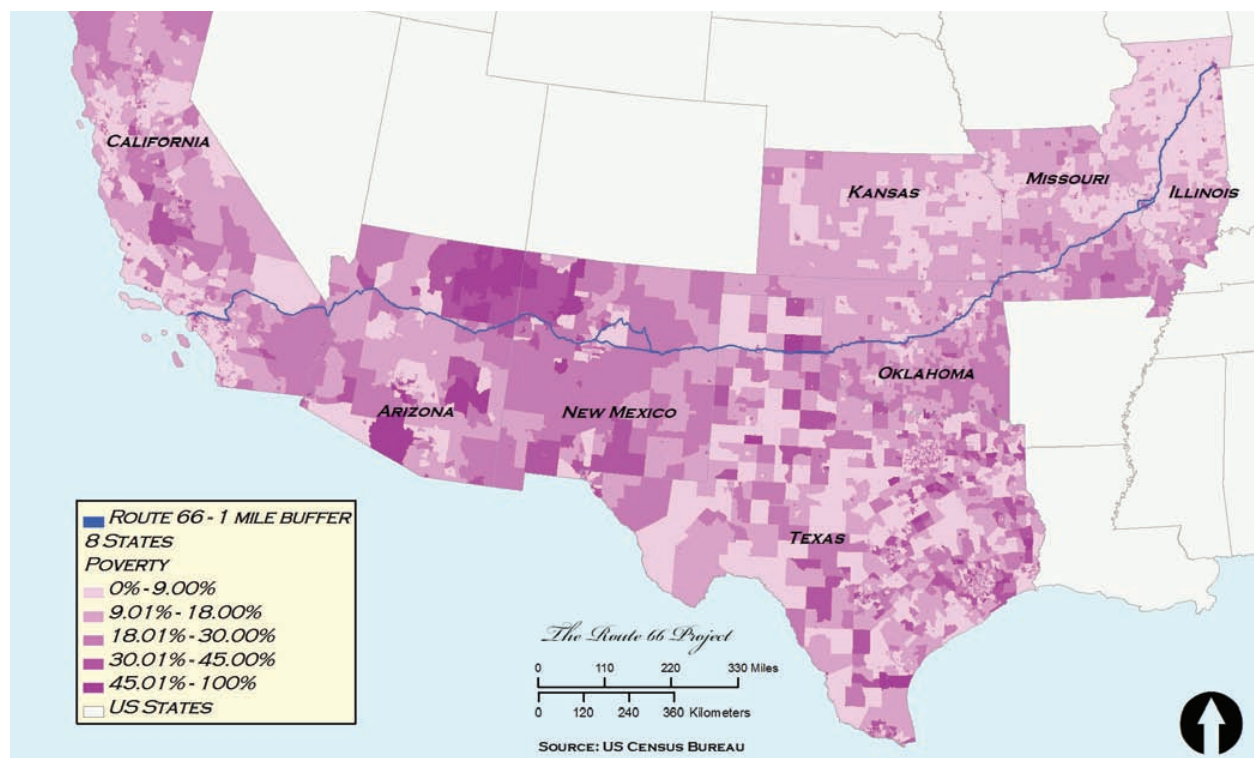 CALIFORNIA
KANSAS
MISSOURI
ILLINOIS
ARIZONA
NEW MEXICO
OKLAHOMA
TEXAS
ROUTE 66 - 1 MILE BUFFER
8 STATES
POVERTY
0% - 9.00%
9.01% - 18.00%
18.01% - 30.00%
30.01% - 45.00%
45.01% - 100%
US STATES
The Route 66 Project
0 110 220 330 Miles
0 120 240 360 Kilometers
SOURCE: US CENSUS BUREAU